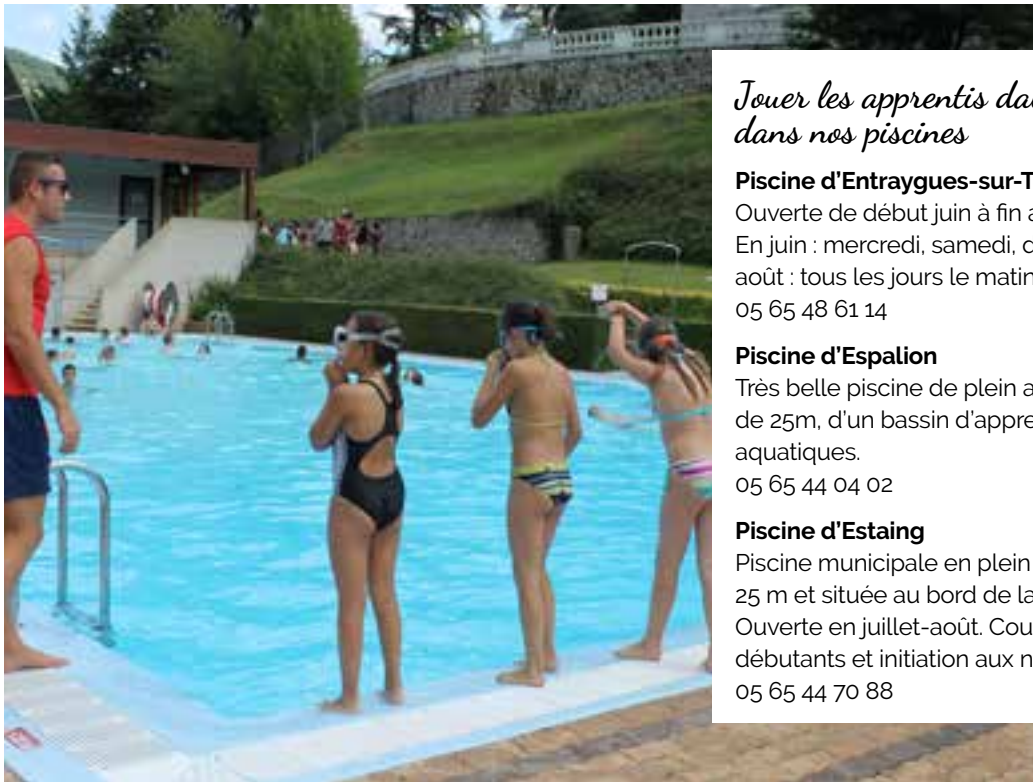 Jouer les apprentis dau
dans nos piscines
Piscine d'Entraygues-sur-T
Ouverte de début juin à fin a
En juin : mercredi, samedi, d
août : tous les jours le matin
05 65 48 61 14
Piscine d'Espalion
Très belle piscine de plein a
de 25m, d'un bassin d'appre
aquatiques.
05 65 44 04 02
Piscine d'Estaing
Piscine municipale en plein
25 m et située au bord de la
Ouverte en juillet-août. Cou
débutants et initiation aux n
05 65 44 70 88